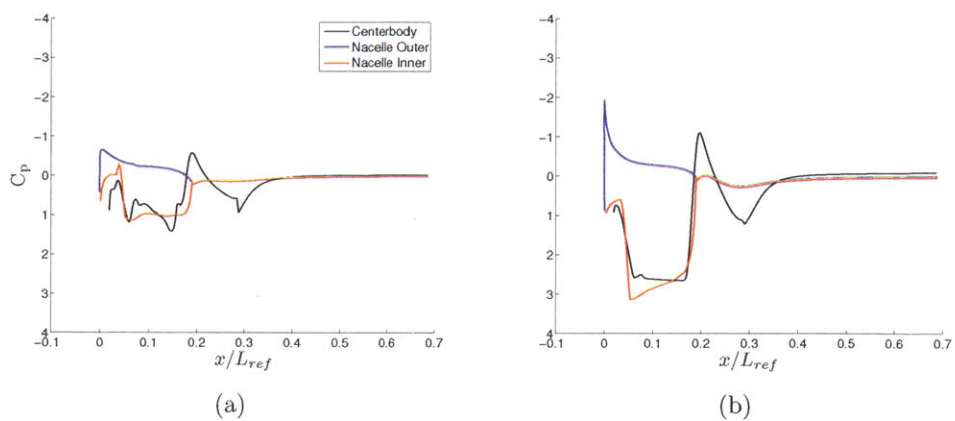 −4
−3
−2
−1
0
1
2
3
4
C_p
−0.1 0 0.1 0.2 0.3 0.4 0.5 0.6 0.7
x/L_ref
Centerbody
Nacelle Outer
Nacelle Inner
(a)
−4
−3
−2
−1
0
1
2
3
4
−0.1 0 0.1 0.2 0.3 0.4 0.5 0.6 0.7
x/L_ref
(b)